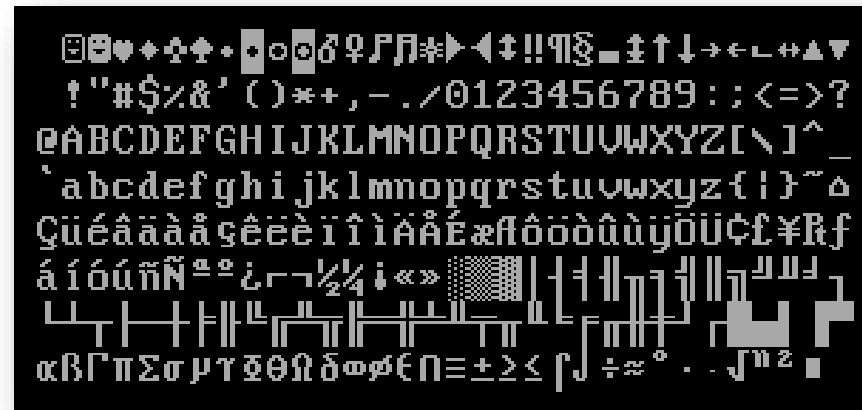 ☺☻♥♦♣♠•◘○◙♂♀♪♫☼►◄↕‼¶§▬↨↑↓→←∟↔▲▼
!"#$%&'()*+,-./0123456789:;<=>?
@ABCDEFGHIJKLMNOPQRSTUVWXYZ[\]^_
`abcdefghijklmnopqrstuvwxyz{¦}~⌂
ÇüéâäàåçêëèïîìÄÅÉæÆôöòûùÿÖÜ¢£¥₧ƒ
áíóúñÑªº¿⌐¬½¼¡«»░▒▓│┤╡╢╖╕╣║╗╝╜╛┐
└┴┬├─┼╞╟╚╔╩╦╠═╬╧╨╤╥╙╘╒╓╫╪┘┌█▄▌▐▀
αßΓπΣσµτΦΘΩδ∞φε∩≡±≥≤⌠⌡÷≈°∙·√ⁿ²■